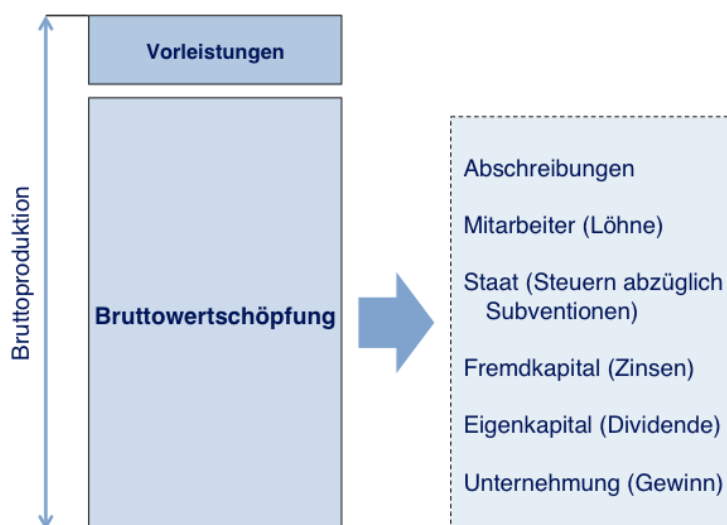 Vorleistungen
Bruttoproduktion
Bruttowertschöpfung
Abschreibungen
Mitarbeiter (Löhne)
Staat (Steuern abzüglich
Subventionen)
Fremdkapital (Zinsen)
Eigenkapital (Dividende)
Unternehmung (Gewinn)